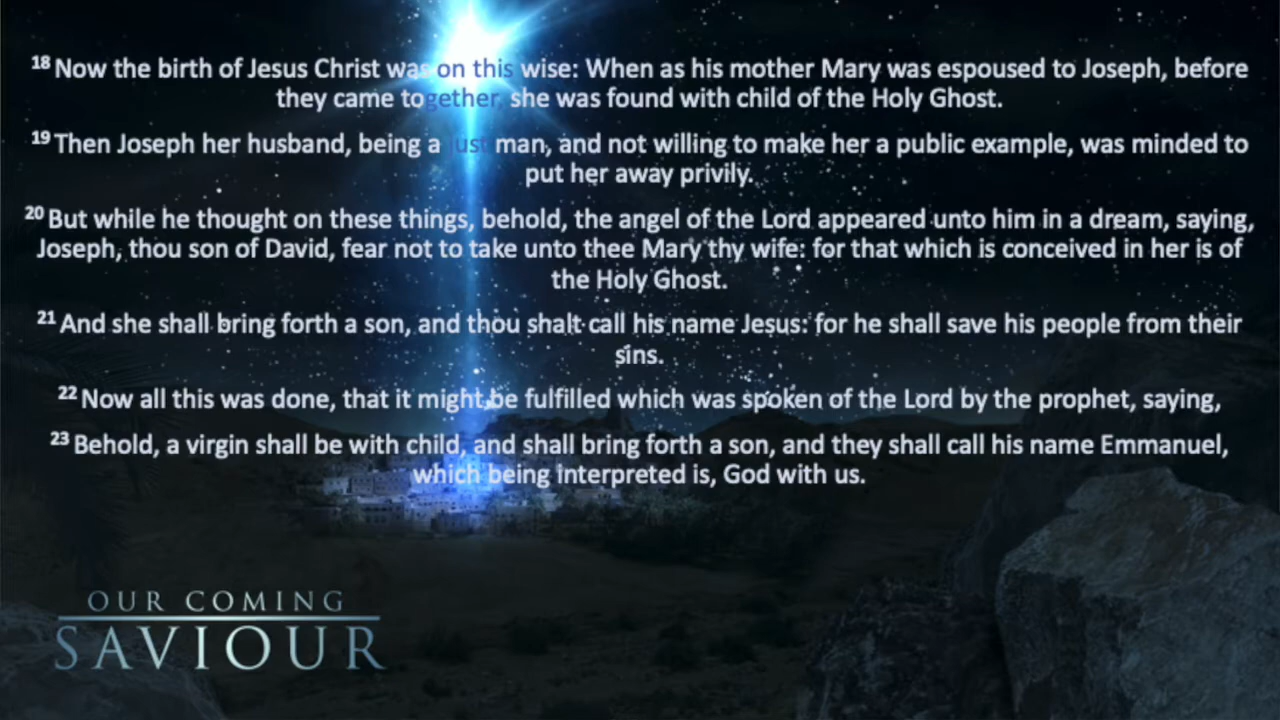 18 Now the birth of Jesus Christ was on this wise: When as his mother Mary was espoused to Joseph, before
they came together, she was found with child of the Holy Ghost.
19 Then Joseph her husband, being a just man, and not willing to make her a public example, was minded to
put her away privily.
20 But while he thought on these things, behold, the angel of the Lord appeared unto him in a dream, saying,
Joseph, thou son of David, fear not to take unto thee Mary thy wife: for that which is conceived in her is of
the Holy Ghost.
21 And she shall bring forth a son, and thou shalt call his name Jesus: for he shall save his people from their
sins.
22 Now all this was done, that it might be fulfilled which was spoken of the Lord by the prophet, saying,
23 Behold, a virgin shall be with child, and shall bring forth a son, and they shall call his name Emmanuel,
which being interpreted is, God with us.
OUR COMING
SAVIOUR